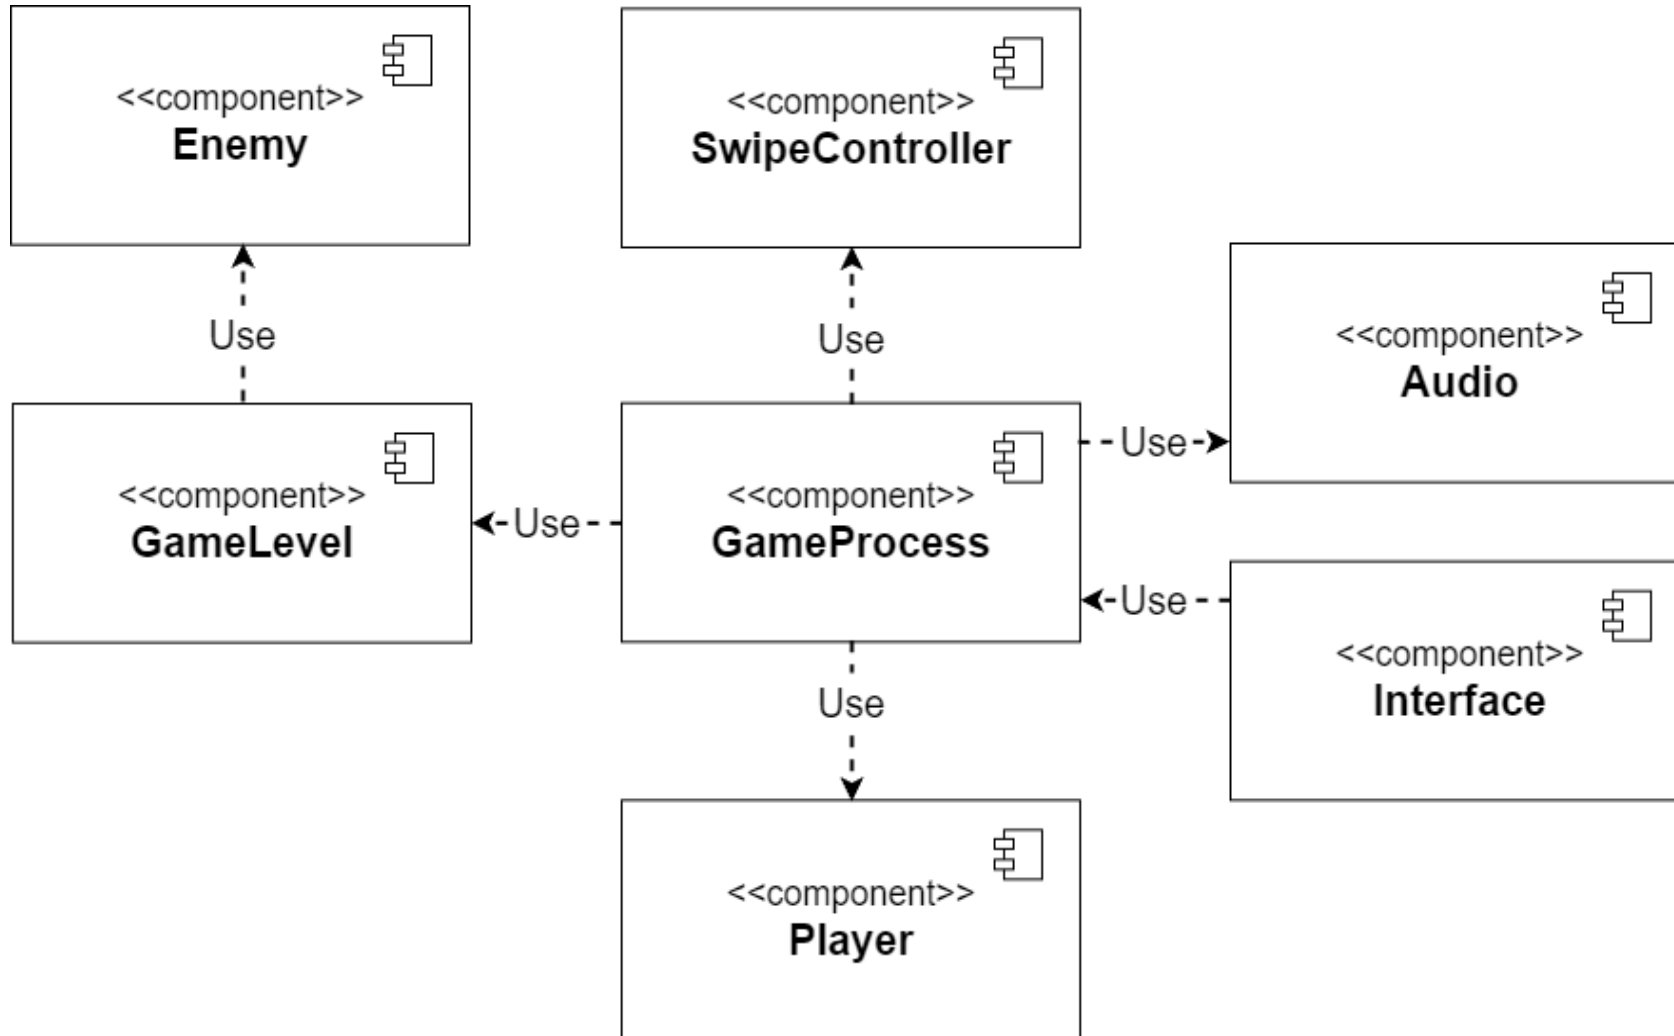 <<component>>
Enemy
<<component>>
SwipeController
Use
Use
<<component>>
Audio
<<component>>
GameLevel
Use
<<component>>
GameProcess
Use
Use
<<component>>
Interface
Use
<<component>>
Player